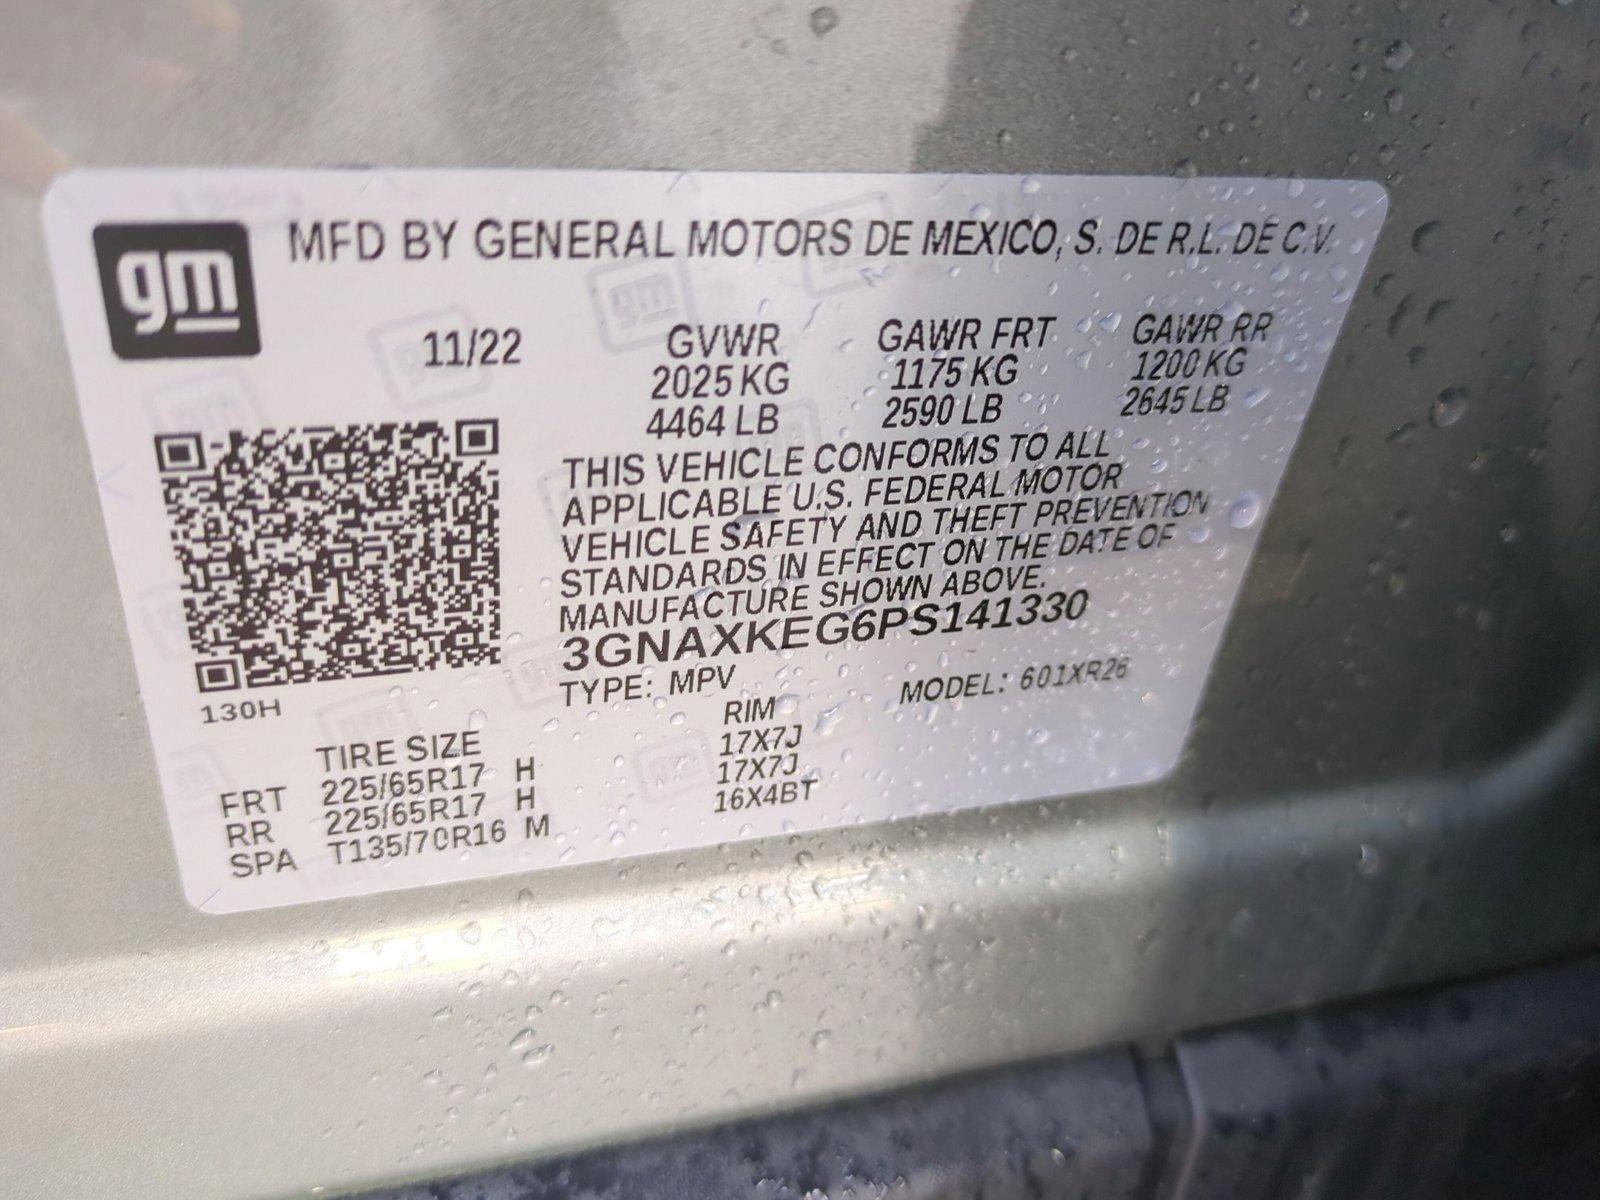 gm
MFD BY GENERAL MOTORS DE MEXICO, S. DE R.L. DE C.V.
11/22
GVWR GAWR FRT GAWR RR
2025 KG 1175 KG 1200 KG
4464 LB 2590 LB 2645 LB
THIS VEHICLE CONFORMS TO ALL
APPLICABLE U.S. FEDERAL MOTOR
VEHICLE SAFETY AND THEFT PREVENTION
STANDARDS IN EFFECT ON THE DATE OF
MANUFACTURE SHOWN ABOVE.
3GNAXKEG6PS141330
TYPE: MPV MODEL: 601XR26
130H
TIRE SIZE RIM
FRT 225/65R17 H 17X7J
RR 225/65R17 H 17X7J
SPA T135/70R16 M 16X4BT